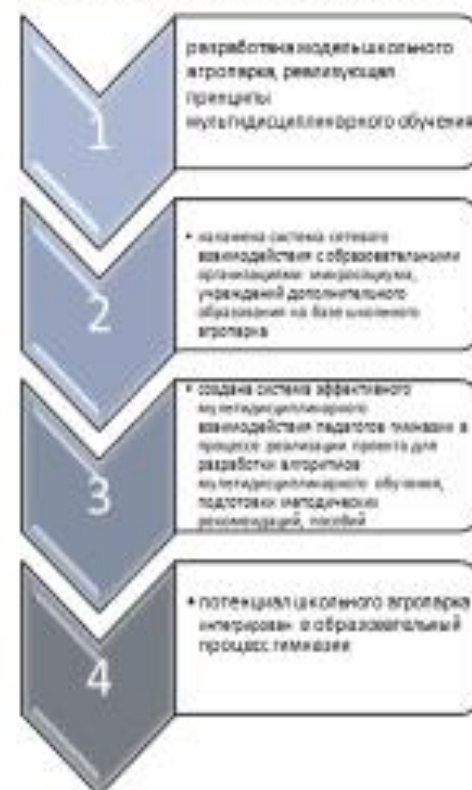 1
разработана модель школьного
агропарка, реализующая
принципы
мультидисциплинарного обучения
2
• налажена система сетевого
взаимодействия с образовательными
организациями микросоциума,
учреждений дополнительного
образования на базе школьного
агропарка
3
• создана система эффективного
мультидисциплинарного
взаимодействия педагогов гимназии в
процессе реализации проекта для
разработки алгоритмов
мультидисциплинарного обучения,
подготовки методических
рекомендаций, пособий
4
• потенциал школьного агропарка
интегрирован в образовательный
процесс гимназии